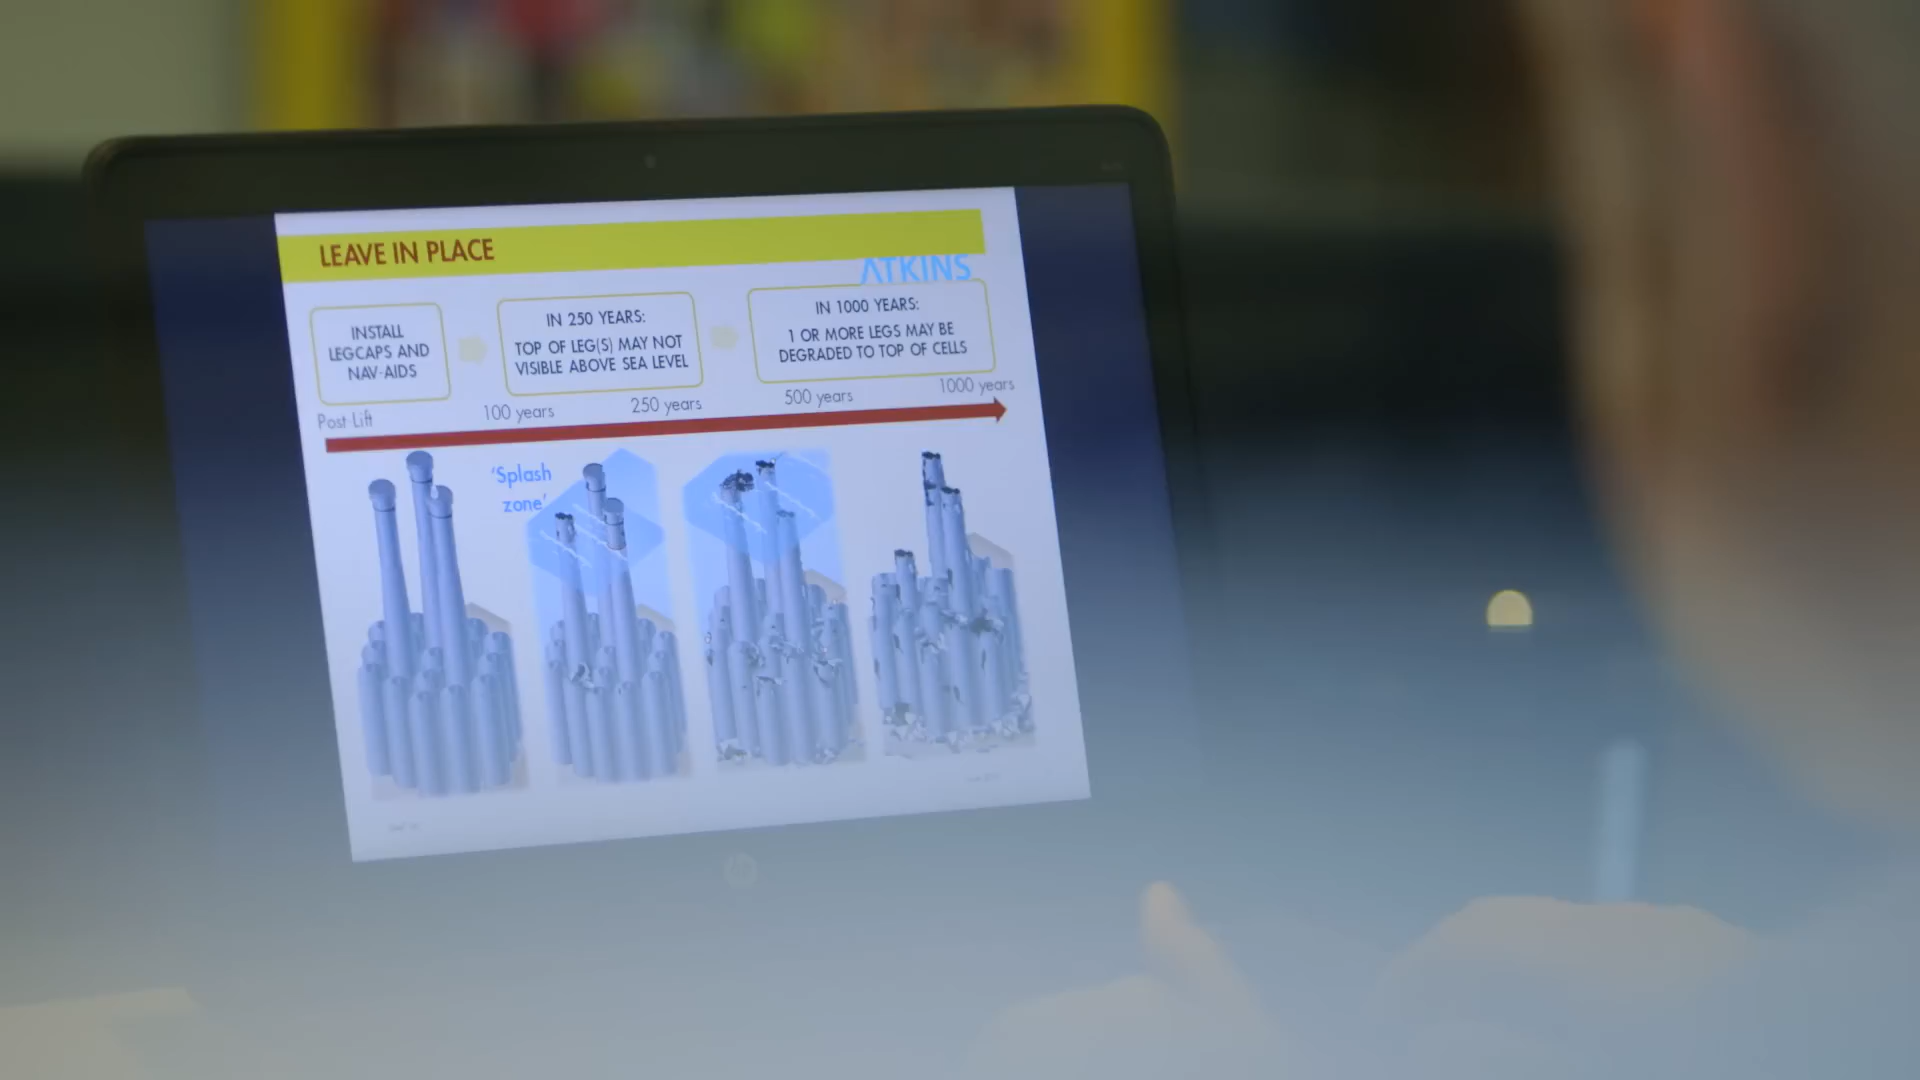 LEAVE IN PLACE
ATKINS
INSTALL
LEGCAPS AND
NAV-AIDS
IN 250 YEARS:
TOP OF LEG(S) MAY NOT
VISIBLE ABOVE SEA LEVEL
IN 1000 YEARS:
1 OR MORE LEGS MAY BE
DEGRADED TO TOP OF CELLS
Post Lift
100 years
250 years
500 years
1000 years
'Splash
zone'
hp